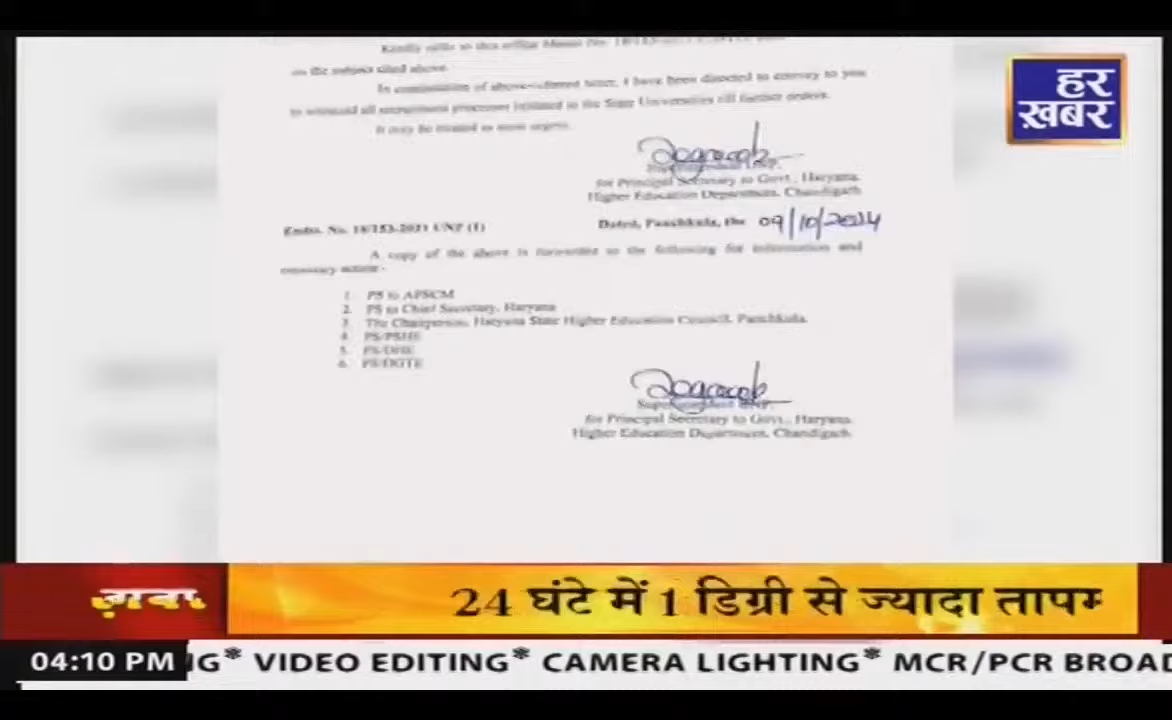 Kindly refer to this office Memo No. 18/153-
on the subject cited above.
In continuation of above-referred letter, I have been directed to convey to you
to withhold all recruitment processes initiated in the State Universities till further orders.
It may be treated as most urgent.
for Principal Secretary to Govt., Haryana
Higher Education Department, Chandigarh
Endst. No. 18/153-2021 UNP (1)
Dated, Panchkula, the 09/10/2024
A copy of the above is forwarded to the following for information and
necessary action:-
1. PS to APSCM
2. PS to Chief Secretary, Haryana
3. The Chairperson, Haryana State Higher Education Council, Panchkula.
4. PS/PSHE
5. PS/DHE
6. PS/DGTE
Superintendent UNP,
for Principal Secretary to Govt., Haryana
Higher Education Department, Chandigarh
हर
ख़बर
24 घंटे में 1 डिग्री से ज्यादा तापम
04:10 PM
NG* VIDEO EDITING* CAMERA LIGHTING* MCR/PCR BROAD